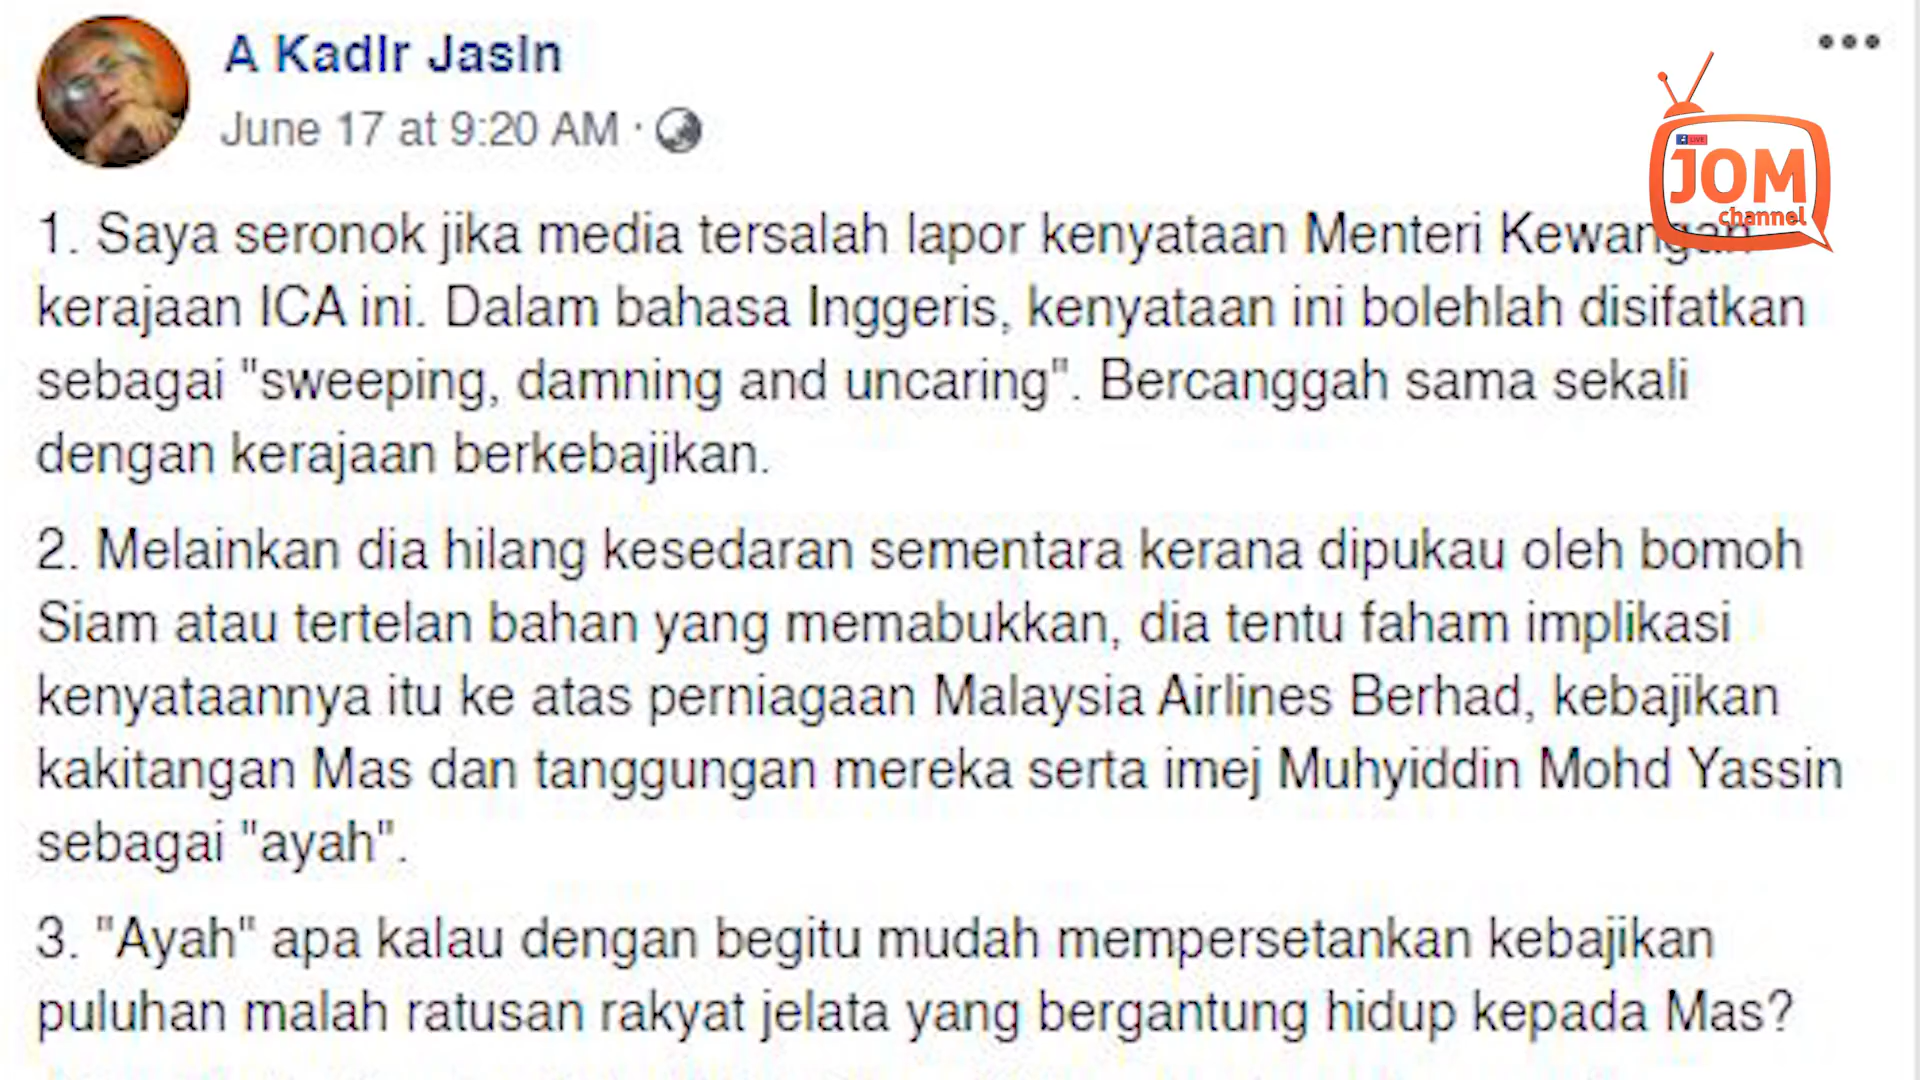 A Kadir Jasin
June 17 at 9:20 AM ·
LIVE
JOM
channel
1. Saya seronok jika media tersalah lapor kenyataan Menteri Kewangan
kerajaan ICA ini. Dalam bahasa Inggeris, kenyataan ini bolehlah disifatkan
sebagai "sweeping, damning and uncaring". Bercanggah sama sekali
dengan kerajaan berkebajikan.
2. Melainkan dia hilang kesedaran sementara kerana dipukau oleh bomoh
Siam atau tertelan bahan yang memabukkan, dia tentu faham implikasi
kenyataannya itu ke atas perniagaan Malaysia Airlines Berhad, kebajikan
kakitangan Mas dan tanggungan mereka serta imej Muhyiddin Mohd Yassin
sebagai "ayah".
3. "Ayah" apa kalau dengan begitu mudah mempersetankan kebajikan
puluhan malah ratusan rakyat jelata yang bergantung hidup kepada Mas?